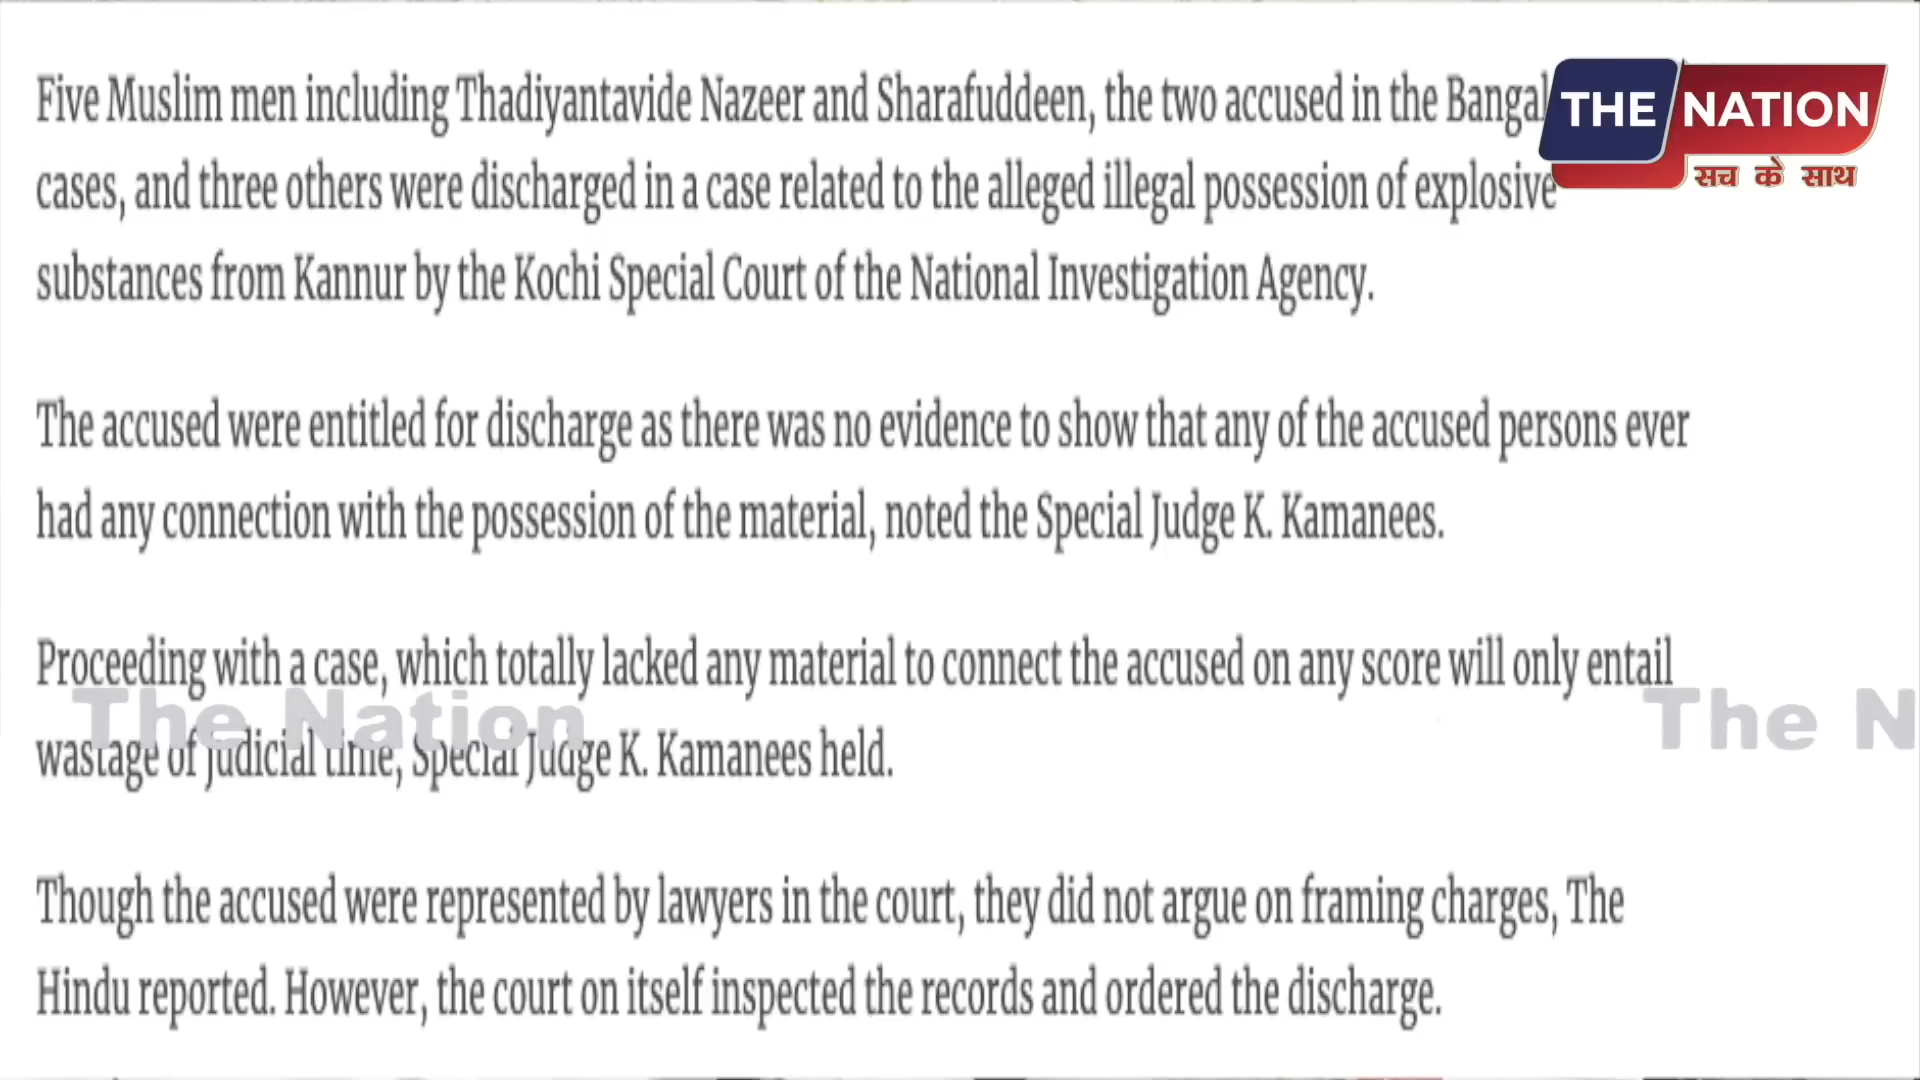 Five Muslim men including Thadiyantavide Nazeer and Sharafuddeen, the two accused in the
THE NATION
सच के साथ
cases, and three others were discharged in a case related to the alleged illegal possession of explosive
substances from Kannur by the Kochi Special Court of the National Investigation Agency.
The accused were entitled for discharge as there was no evidence to show that any of the accused persons ever
had any connection with the possession of the material, noted the Special Judge K. Kamanees.
Proceeding with a case, which totally lacked any material to connect the accused on any score will only entail
The Nation
The N
wastage of judicial time, Special Judge K. Kamanees held.
Though the accused were represented by lawyers in the court, they did not argue on framing charges, The
Hindu reported. However, the court on itself inspected the records and ordered the discharge.